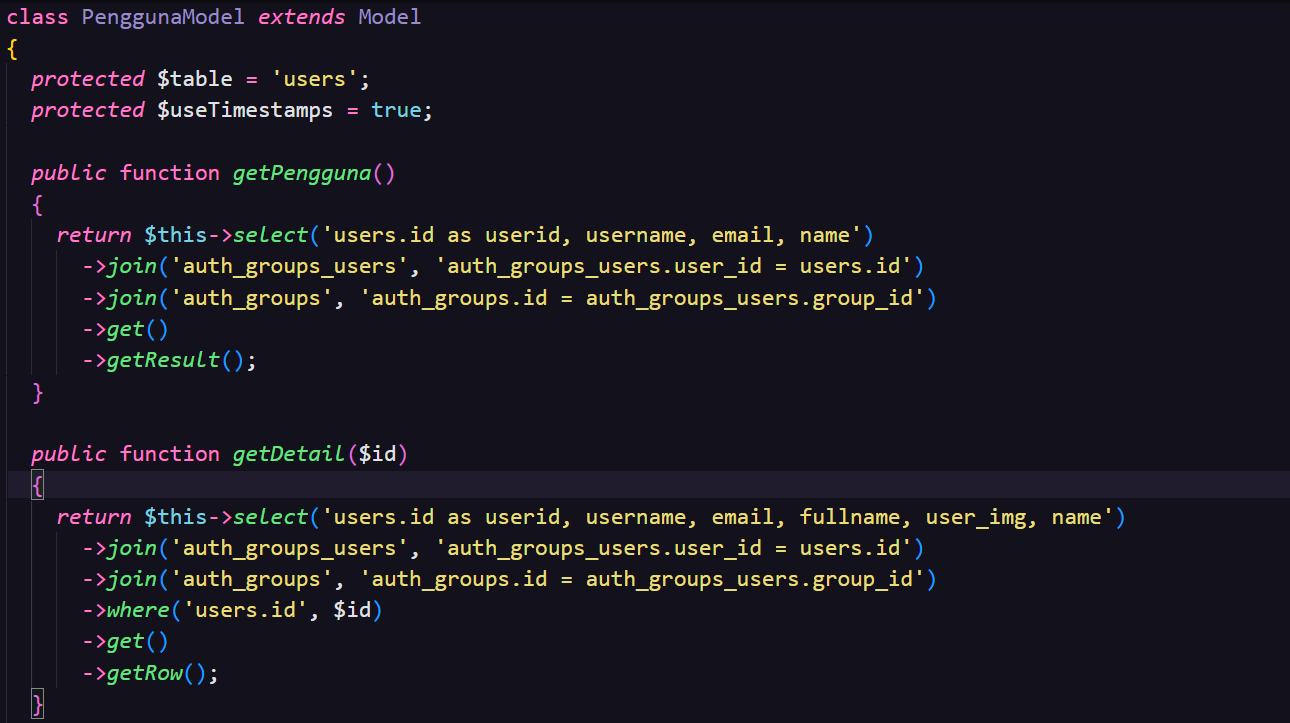 class PenggunaModel extends Model
{
  protected $table = 'users';
  protected $useTimestamps = true;

  public function getPengguna()
  {
    return $this->select('users.id as userid, username, email, name')
      ->join('auth_groups_users', 'auth_groups_users.user_id = users.id')
      ->join('auth_groups', 'auth_groups.id = auth_groups_users.group_id')
      ->get()
      ->getResult();
  }

  public function getDetail($id)
  {
    return $this->select('users.id as userid, username, email, fullname, user_img, name')
      ->join('auth_groups_users', 'auth_groups_users.user_id = users.id')
      ->join('auth_groups', 'auth_groups.id = auth_groups_users.group_id')
      ->where('users.id', $id)
      ->get()
      ->getRow();
  }